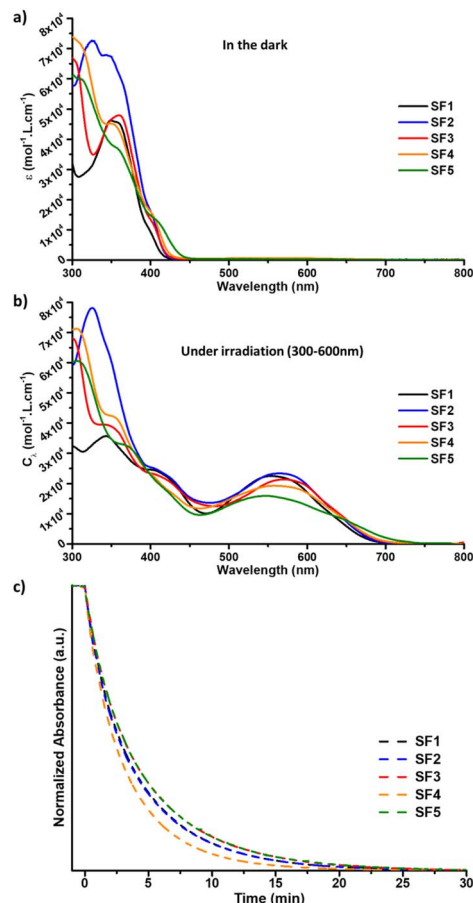 a)
8x10⁴
7x10⁴
6x10⁴
5x10⁴
4x10⁴
3x10⁴
2x10⁴
1x10⁴
0
ε (mol⁻¹.L.cm⁻¹)
In the dark
SF1
SF2
SF3
SF4
SF5
300 400 500 600 700 800
Wavelength (nm)
b)
8x10⁴
7x10⁴
6x10⁴
5x10⁴
4x10⁴
3x10⁴
2x10⁴
1x10⁴
0
Cλ (mol⁻¹.L.cm⁻¹)
Under irradiation (300-600nm)
SF1
SF2
SF3
SF4
SF5
300 400 500 600 700 800
Wavelength (nm)
c)
Normalized Absorbance (a.u.)
SF1
SF2
SF3
SF4
SF5
0 5 10 15 20 25 30
Time (min)